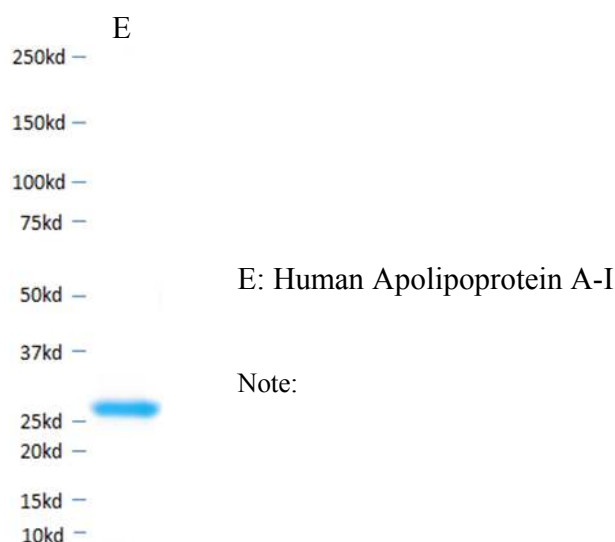 E
250kd
150kd
100kd
75kd
E: Human Apolipoprotein A-I
50kd
37kd
Note:
25kd
20kd
15kd
10kd